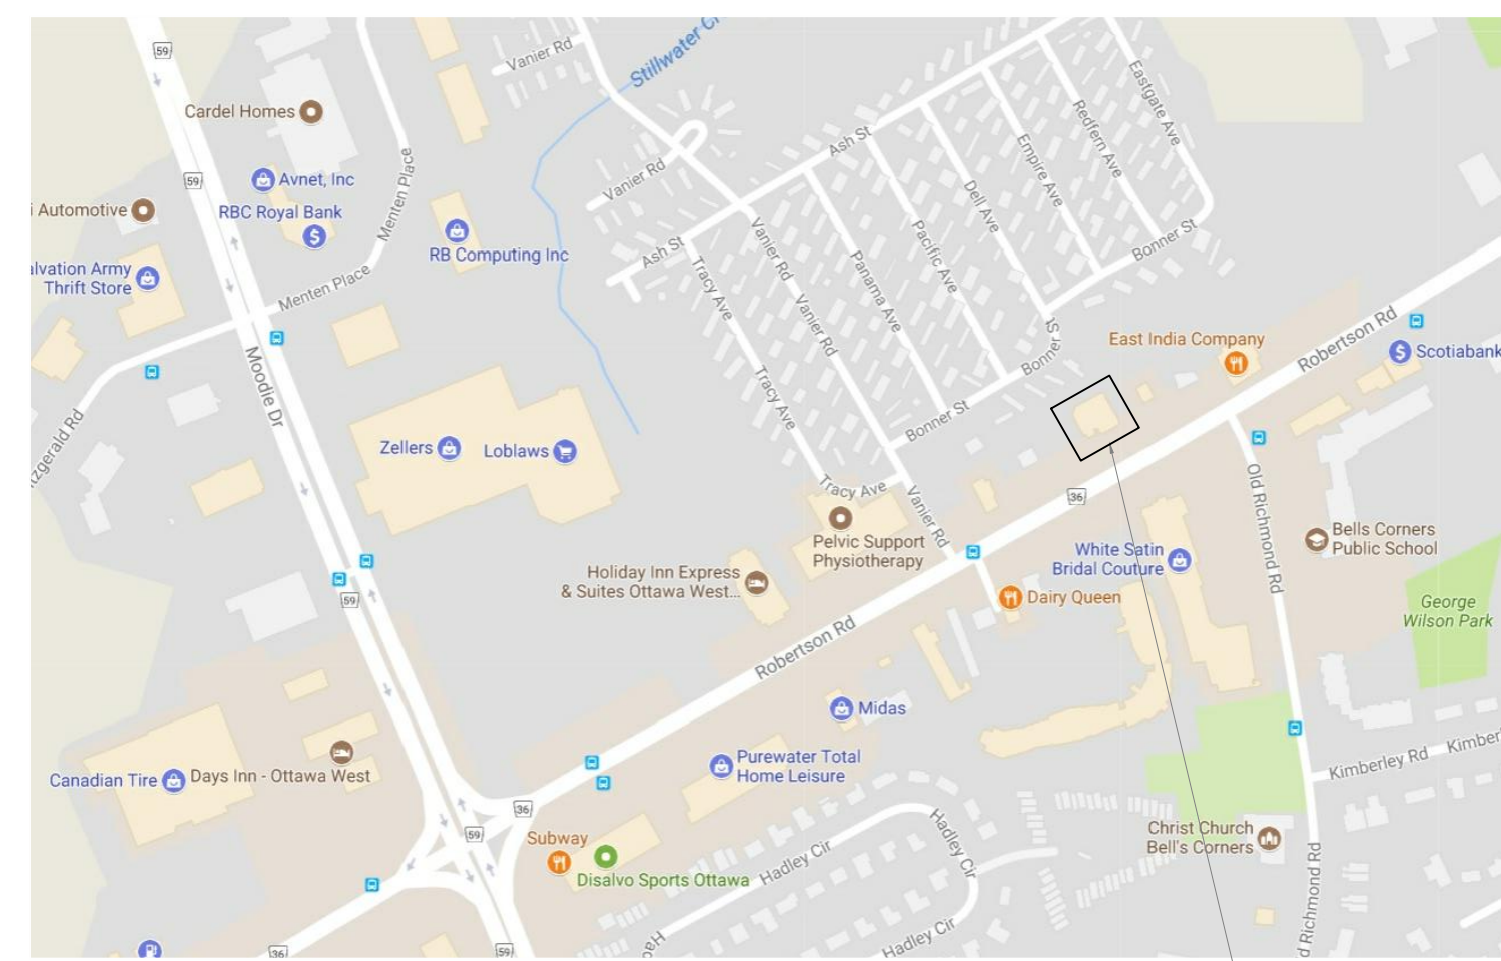 59
Vanier Rd
Stillwater
Eastgate Ave
Cardel Homes
Redfern Ave
Ash St
Empire Ave
Menten Place
59
Avnet, Inc
Vanier Rd
Dell Ave
Automotive
RBC Royal Bank
$
RB Computing Inc
Ash St
Vanier Rd
Pacific Ave
Bonner St
Tracy Ave
Panama Ave
Thrift Store
Army
Menten Place
Vanier Rd
Bonner St
East India Company
Robertson Rd
$ Scotiabank
Moodie Dr
Tracy Ave
Bonner St
Zellers
Loblaws
Tracy Ave
Vanier Rd
36
Old Richmond Rd
Pelvic Support
Physiotherapy
White Satin
Bridal Couture
Bells Corners
Public School
Holiday Inn Express
& Suites Ottawa West...
59
Dairy Queen
George
Wilson Park
Robertson Rd
Midas
Purewater Total
Home Leisure
Canadian Tire
Days Inn - Ottawa West
Kimberley Rd
36
59
Subway
Disalvo Sports Ottawa
Hadley Cir
Hadley Cir
Christ Church
Bell's Corners
Richmond Rd
Hadley Cir
36
59